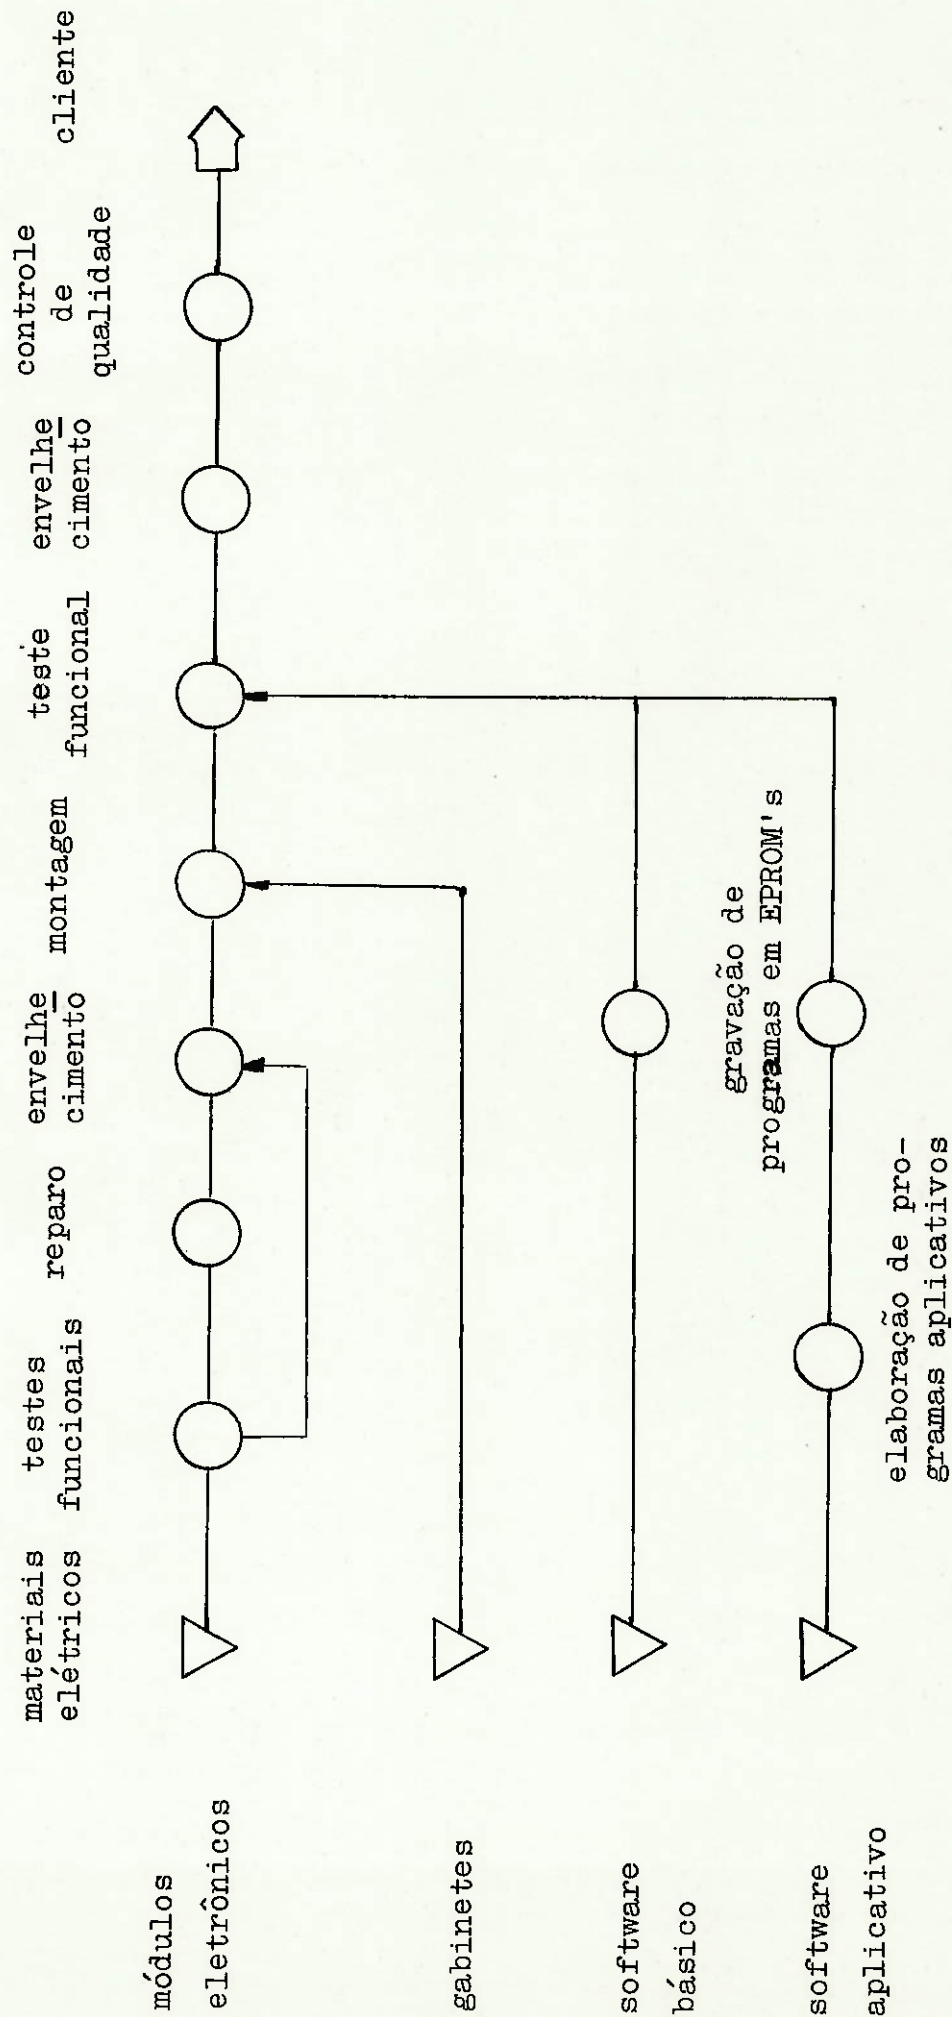 materiais
elétricos
testes
funcionais
reparo
envelhe
cimento
montagem
teste
funcional
envelhe
cimento
controle
de
qualidade
cliente
módulos
eletrônicos
gabinetes
software
básico
gravação de
programas em EPROM's
software
aplicativo
elaboração de pro-
gramas aplicativos